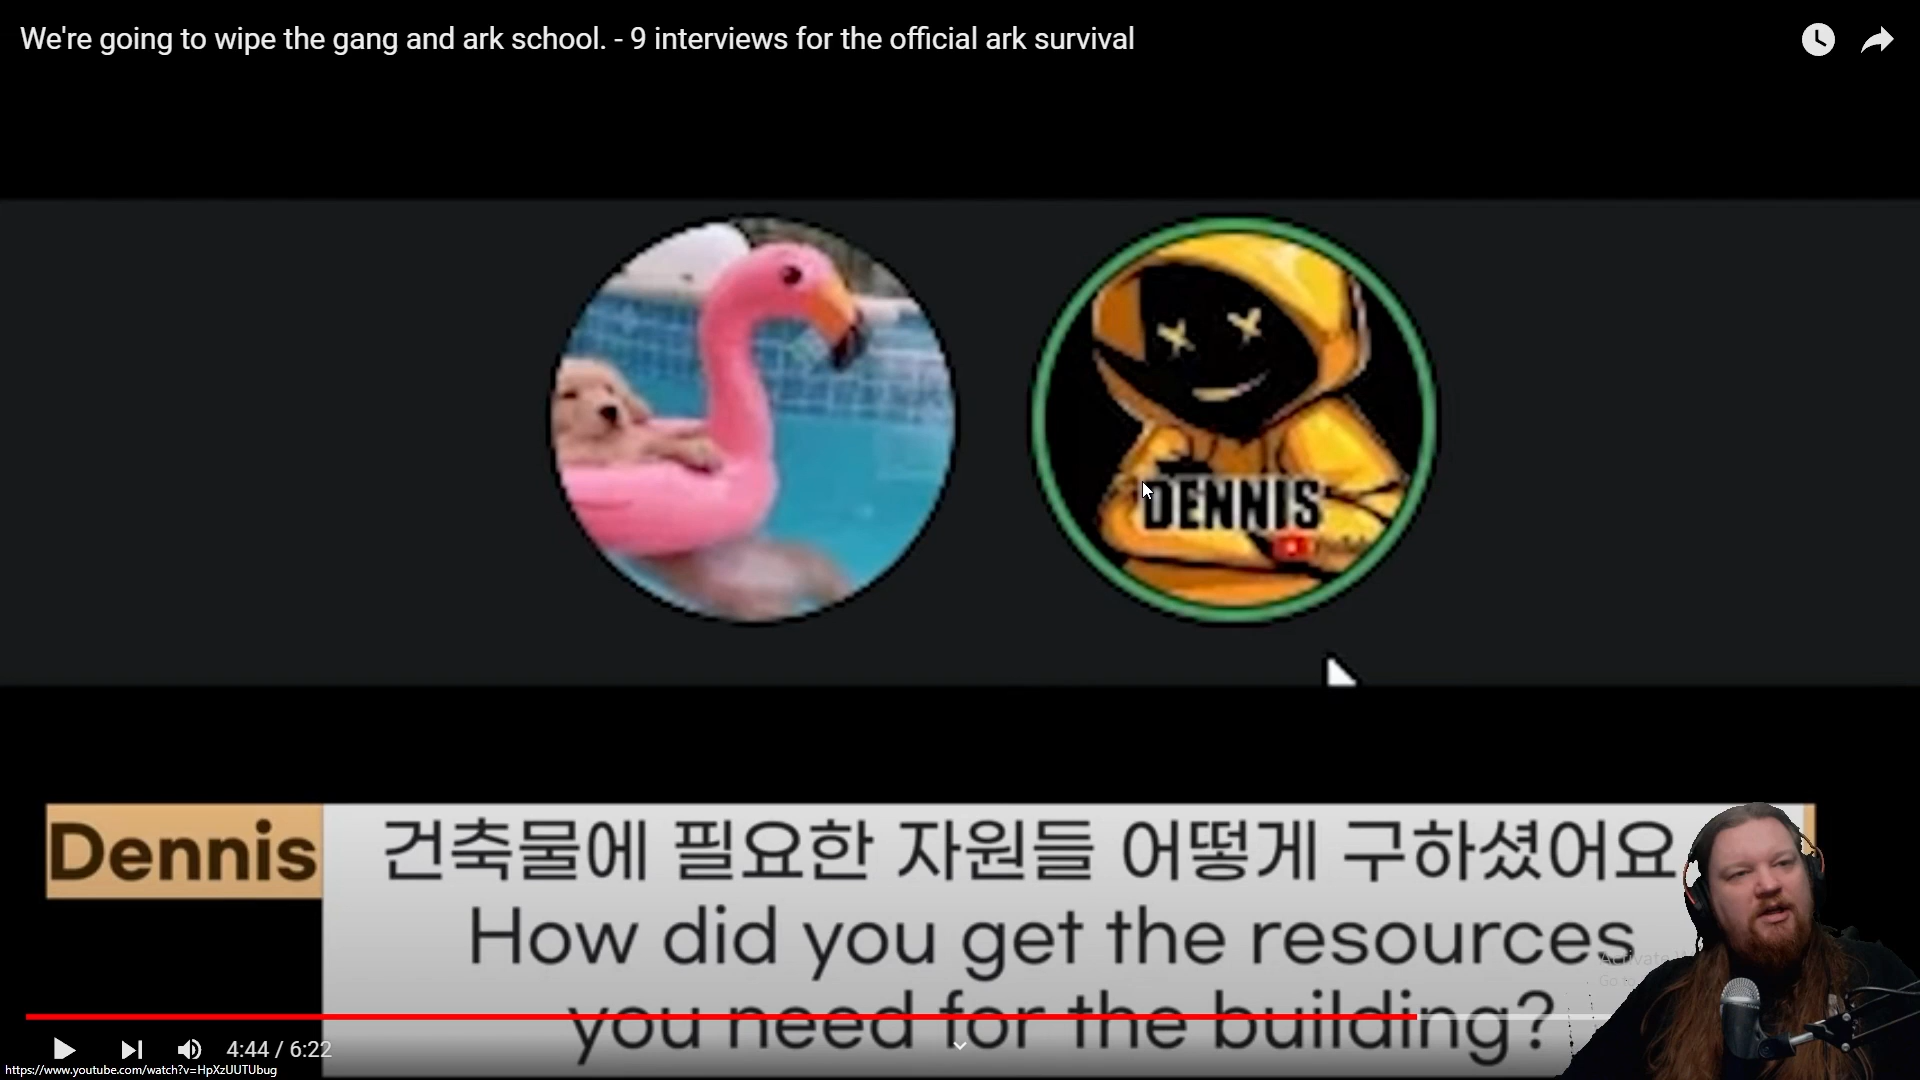 We're going to wipe the gang and ark school. - 9 interviews for the official ark survival
DENNIS
Dennis
건축물에 필요한 자원들 어떻게 구하셨어요
How did you get the resources
you need for the building?
4:44 / 6:22
https://www.youtube.com/watch?v=HpXzUUTUbug